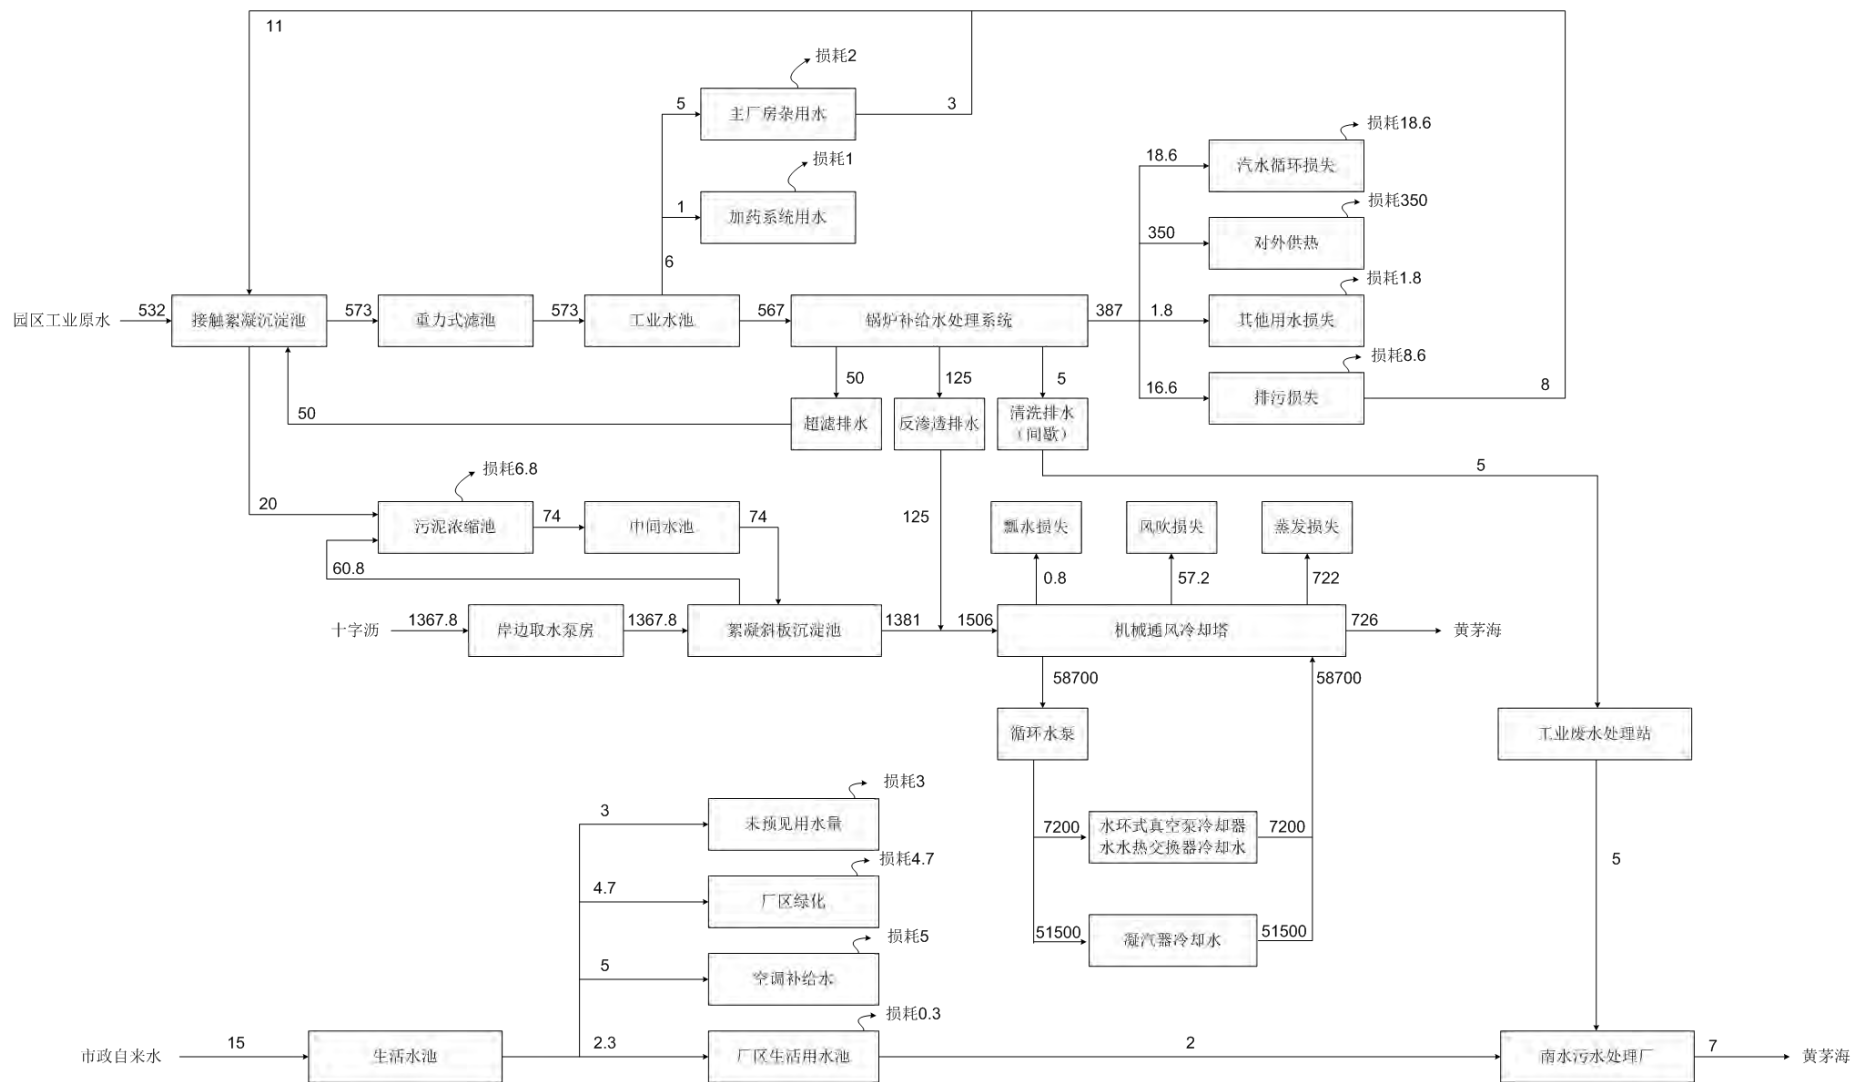 11
损耗2
5
主厂房杂用水
3
损耗1
1
加药系统用水
6
损耗18.6
18.6
汽水循环损失
损耗350
350
对外供热
损耗1.8
1.8
其他用水损失
损耗8.6
16.6
排污损失
8
园区工业原水
532
接触絮凝沉淀池
573
重力式滤池
573
工业水池
567
锅炉补给水处理系统
387
50
125
5
50
超滤排水
反渗透排水
清洗排水
（间歇）
5
损耗6.8
20
污泥浓缩池
74
中间水池
74
125
60.8
飘水损失
风吹损失
蒸发损失
0.8
57.2
722
十字沥
1367.8
岸边取水泵房
1367.8
絮凝斜板沉淀池
1381
1506
机械通风冷却塔
726
黄茅海
58700
58700
循环水泵
工业废水处理站
7200
水环式真空泵冷却器
水水热交换器冷却水
7200
51500
凝汽器冷却水
51500
5
损耗3
3
未预见用水量
损耗4.7
4.7
厂区绿化
损耗5
5
空调补给水
损耗0.3
市政自来水
15
生活水池
2.3
厂区生活用水池
2
南水污水处理厂
7
黄茅海